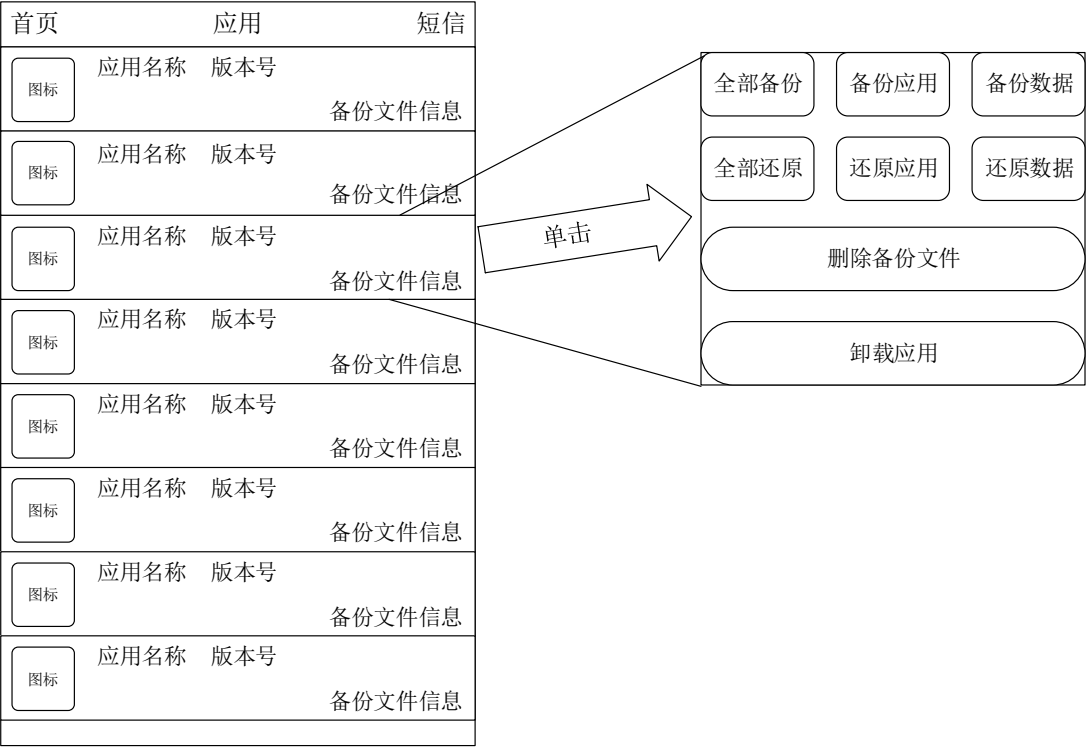 首页 应用 短信
应用名称 版本号
图标
备份文件信息
应用名称 版本号
图标
备份文件信息
应用名称 版本号
图标
备份文件信息
应用名称 版本号
图标
备份文件信息
应用名称 版本号
图标
备份文件信息
应用名称 版本号
图标
备份文件信息
应用名称 版本号
图标
备份文件信息
应用名称 版本号
图标
备份文件信息
单击
全部备份 备份应用 备份数据
全部还原 还原应用 还原数据
删除备份文件
卸载应用